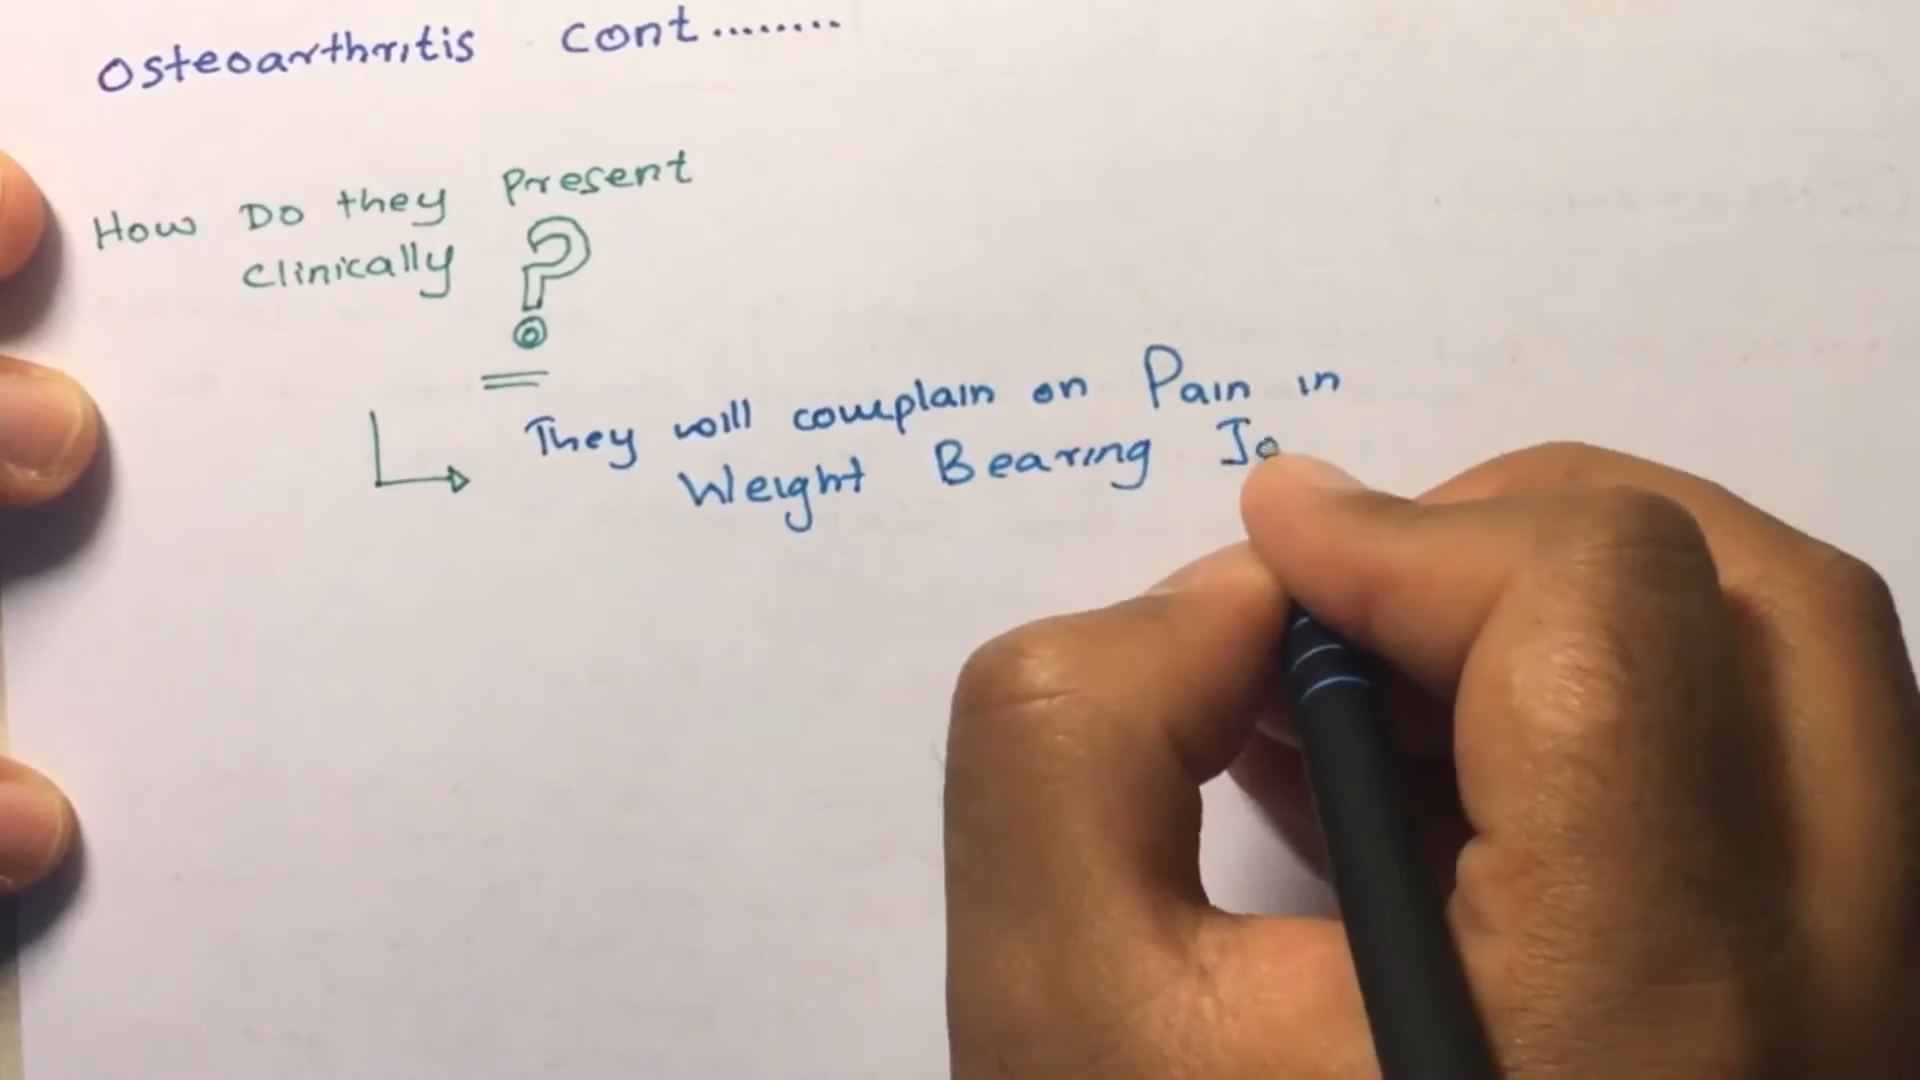 Osteoarthritis cont........
How Do they Present
clinically ?
They will complain on Pain in
Weight Bearing Jo